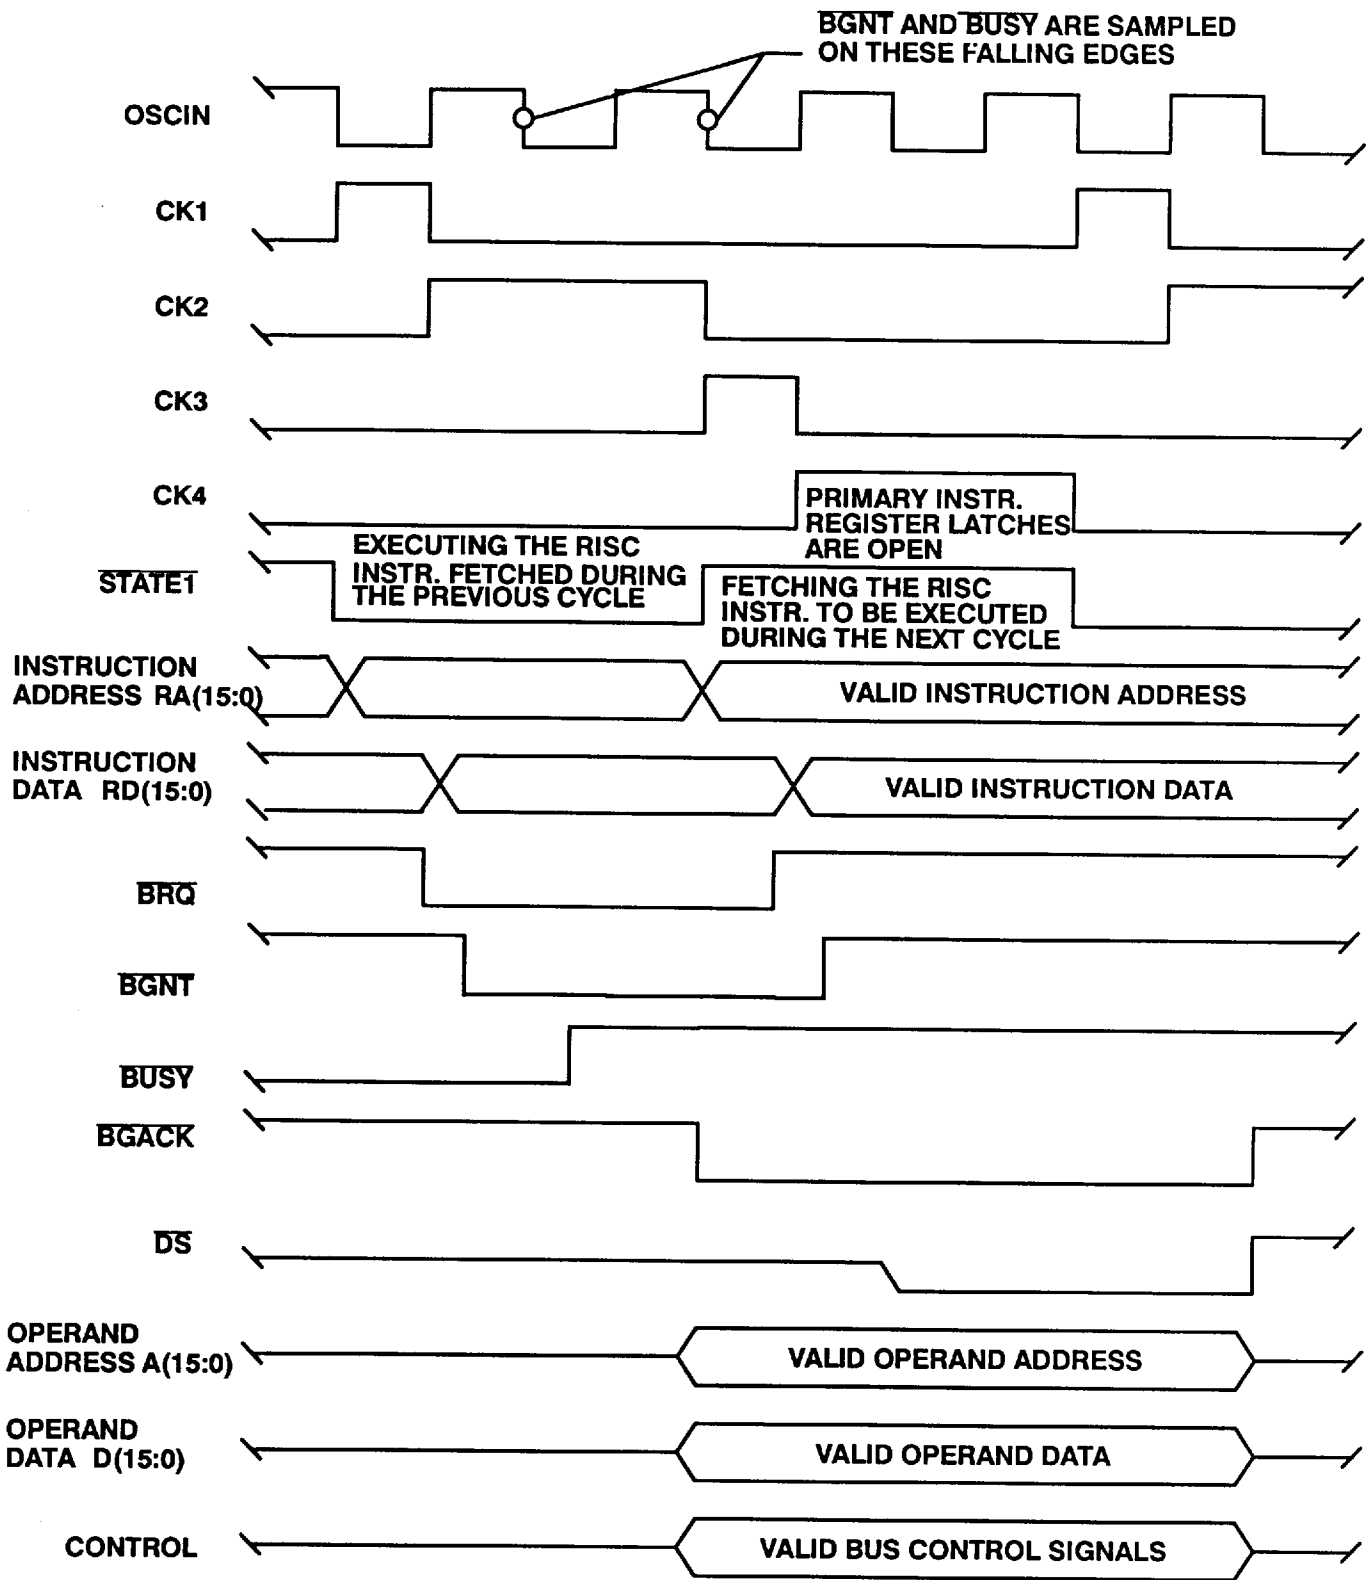 BGNT AND BUSY ARE SAMPLED
ON THESE FALLING EDGES
OSCIN
CK1
CK2
CK3
CK4
PRIMARY INSTR.
REGISTER LATCHES
ARE OPEN
STATE1
EXECUTING THE RISC
INSTR. FETCHED DURING
THE PREVIOUS CYCLE
FETCHING THE RISC
INSTR. TO BE EXECUTED
DURING THE NEXT CYCLE
INSTRUCTION
ADDRESS RA(15:0)
VALID INSTRUCTION ADDRESS
INSTRUCTION
DATA RD(15:0)
VALID INSTRUCTION DATA
BRQ
BGNT
BUSY
BGACK
DS
OPERAND
ADDRESS A(15:0)
VALID OPERAND ADDRESS
OPERAND
DATA D(15:0)
VALID OPERAND DATA
CONTROL
VALID BUS CONTROL SIGNALS